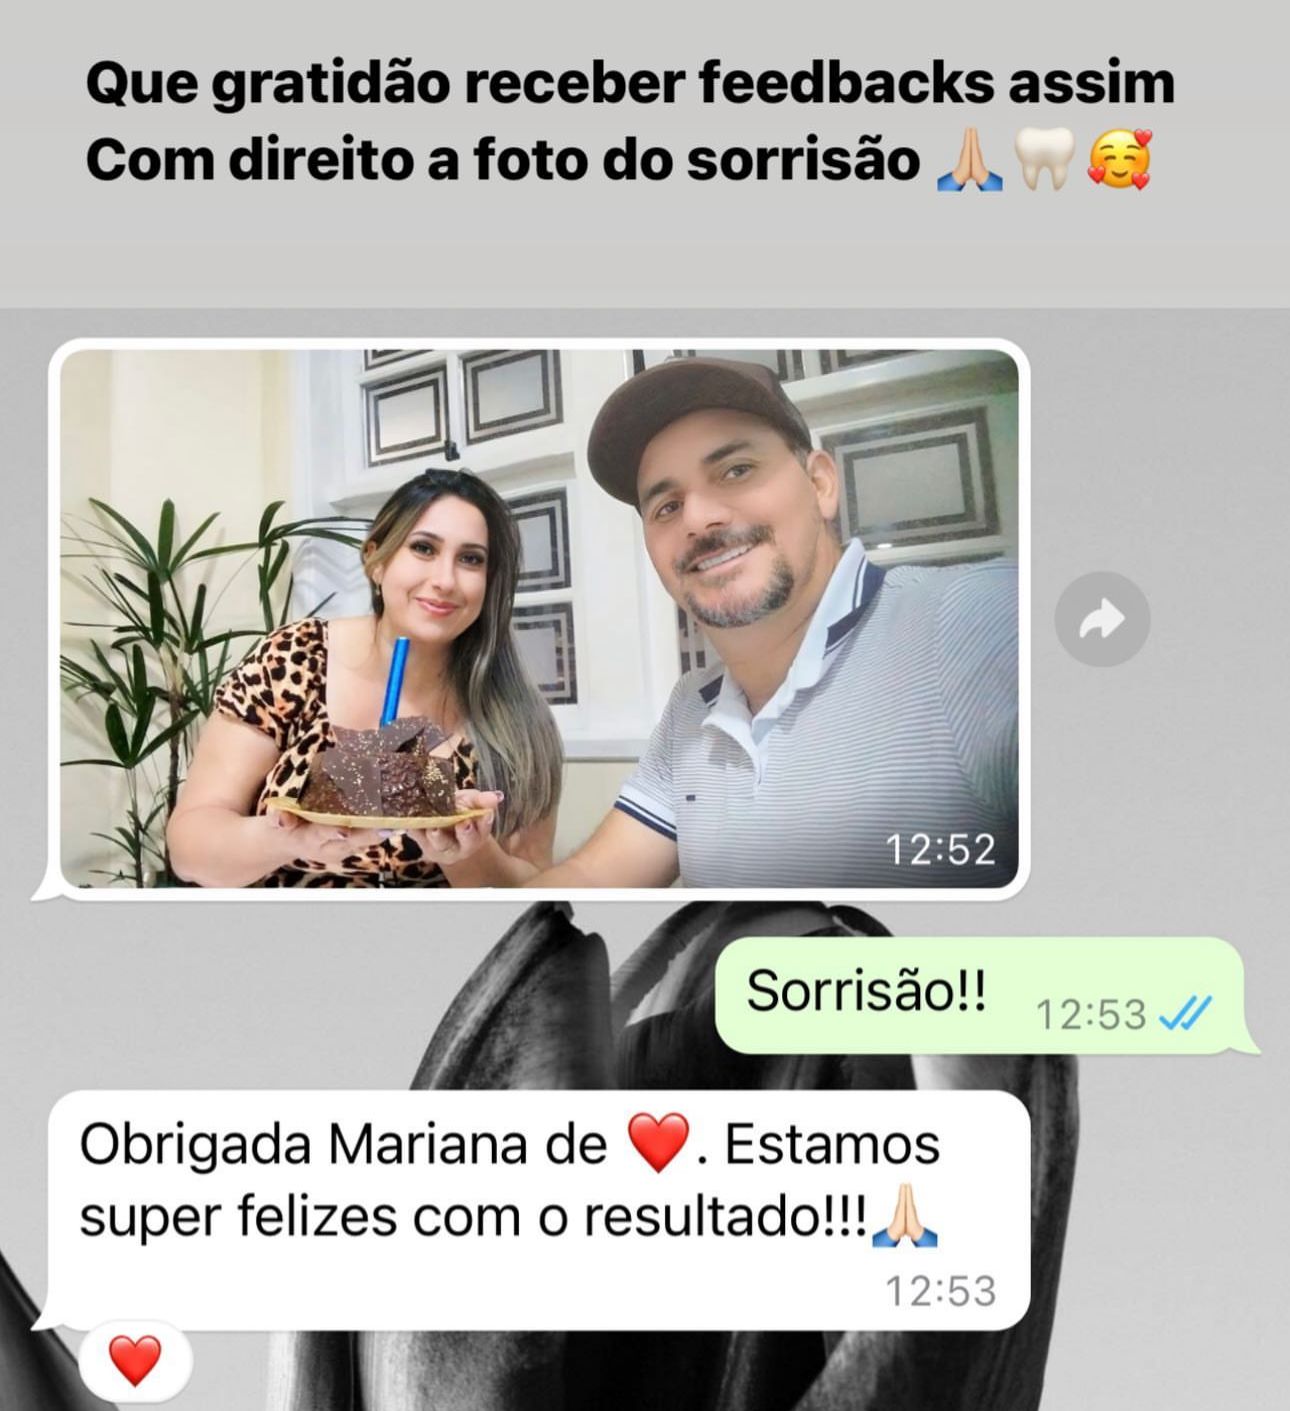 Que gratidão receber feedbacks assim
Com direito a foto do sorrisão 🙏🏼🦷🥰
12:52
Sorrisão!!
12:53
Obrigada Mariana de ❤️. Estamos
super felizes com o resultado!!!🙏🏻
12:53